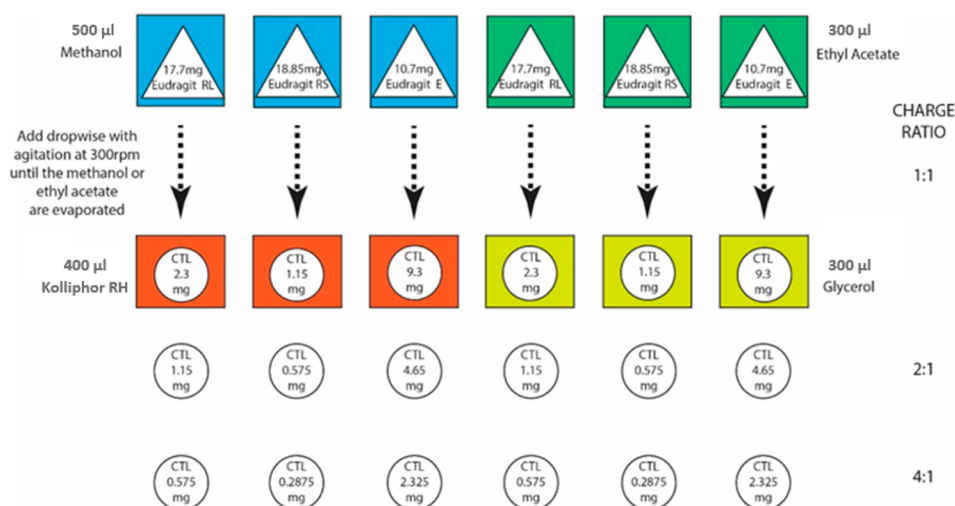 500 µl
Methanol
17.7mg
Eudragit RL
18.85mg
Eudragit RS
10.7mg
Eudragit E
17.7mg
Eudragit RL
18.85mg
Eudragit RS
10.7mg
Eudragit E
300 µl
Ethyl Acetate
CHARGE
RATIO
Add dropwise with
agitation at 300rpm
until the methanol or
ethyl acetate
are evaporated
1:1
400 µl
Kolliphor RH
CTL
2.3
mg
CTL
1.15
mg
CTL
9.3
mg
CTL
2.3
mg
CTL
1.15
mg
CTL
9.3
mg
300 µl
Glycerol
CTL
1.15
mg
CTL
0.575
mg
CTL
4.65
mg
CTL
1.15
mg
CTL
0.575
mg
CTL
4.65
mg
2:1
CTL
0.575
mg
CTL
0.2875
mg
CTL
2.325
mg
CTL
0.575
mg
CTL
0.2875
mg
CTL
2.325
mg
4:1